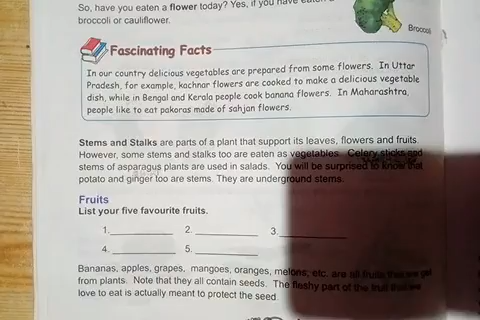 So, have you eaten a flower today? Yes, if you have eaten a
broccoli or cauliflower.
Broccoli
Fascinating Facts
In our country delicious vegetables are prepared from some flowers. In Uttar
Pradesh, for example, kachnar flowers are cooked to make a delicious vegetable
dish, while in Bengal and Kerala people cook banana flowers. In Maharashtra,
people like to eat pakoras made of sahjan flowers.
Stems and Stalks are parts of a plant that support its leaves, flowers and fruits.
However, some stems and stalks too are eaten as vegetables. Celery sticks and
stems of asparagus plants are used in salads. You will be surprised to know that
potato and ginger too are stems. They are underground stems.
Fruits
List your five favourite fruits.
1. 2. 3.
4. 5.
Bananas, apples, grapes, mangoes, oranges, melons, etc. are all fruits that we get
from plants. Note that they all contain seeds. The fleshy part of the fruit that we
love to eat is actually meant to protect the seed.